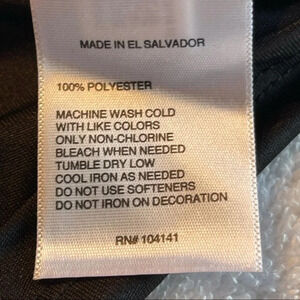 MADE IN EL SALVADOR
100% POLYESTER
MACHINE WASH COLD
WITH LIKE COLORS
ONLY NON-CHLORINE
BLEACH WHEN NEEDED
TUMBLE DRY LOW
COOL IRON AS NEEDED
DO NOT USE SOFTENERS
DO NOT IRON ON DECORATION
RN# 104141